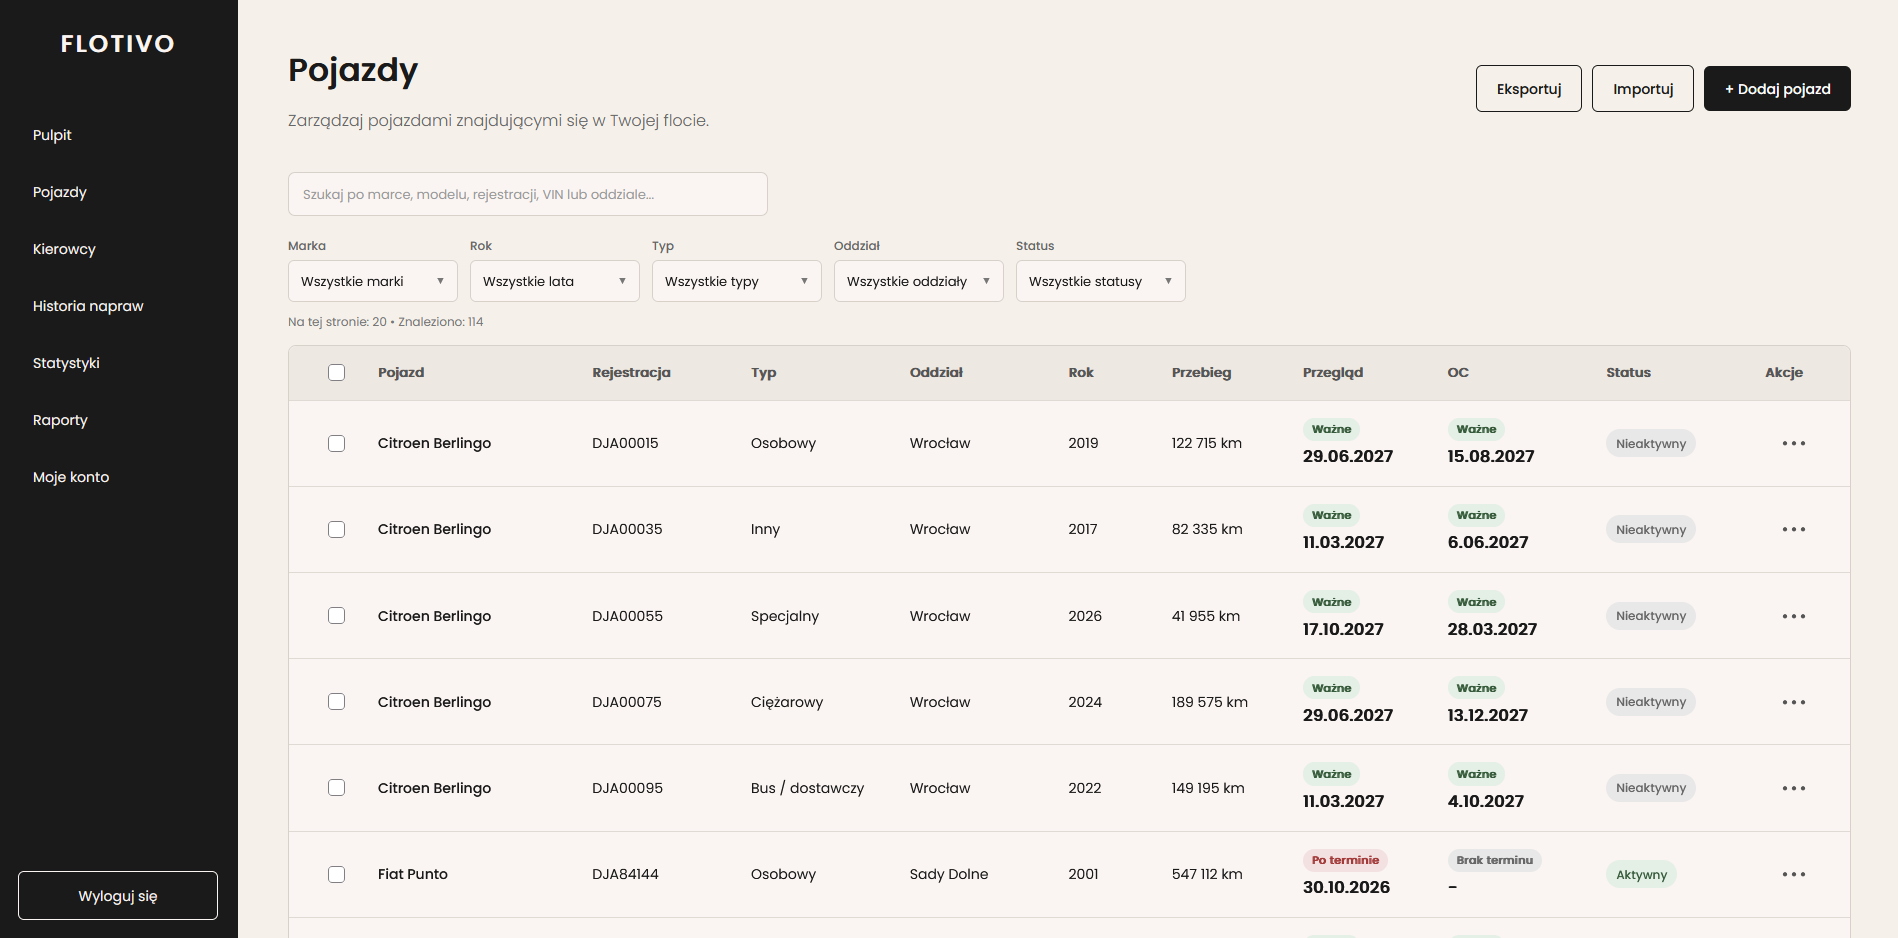 FLOTIVO
Pulpit
Pojazdy
Kierowcy
Historia napraw
Statystyki
Raporty
Moje konto
Wyloguj się
Pojazdy
Zarządzaj pojazdami znajdującymi się w Twojej flocie.
Eksportuj Importuj + Dodaj pojazd
Szukaj po marce, modelu, rejestracji, VIN lub oddziale...
Marka Rok Typ Oddział Status
Wszystkie marki Wszystkie lata Wszystkie typy Wszystkie oddziały Wszystkie statusy
Na tej stronie: 20 • Znaleziono: 114
Pojazd Rejestracja Typ Oddział Rok Przebieg Przegląd OC Status Akcje
Citroen Berlingo DJA00015 Osobowy Wrocław 2019 122 715 km Ważne 29.06.2027 Ważne 15.08.2027 Nieaktywny
Citroen Berlingo DJA00035 Inny Wrocław 2017 82 335 km Ważne 11.03.2027 Ważne 6.06.2027 Nieaktywny
Citroen Berlingo DJA00055 Specjalny Wrocław 2026 41 955 km Ważne 17.10.2027 Ważne 28.03.2027 Nieaktywny
Citroen Berlingo DJA00075 Ciężarowy Wrocław 2024 189 575 km Ważne 29.06.2027 Ważne 13.12.2027 Nieaktywny
Citroen Berlingo DJA00095 Bus / dostawczy Wrocław 2022 149 195 km Ważne 11.03.2027 Ważne 4.10.2027 Nieaktywny
Fiat Punto DJA84144 Osobowy Sady Dolne 2001 547 112 km Po terminie 30.10.2026 Brak terminu – Aktywny